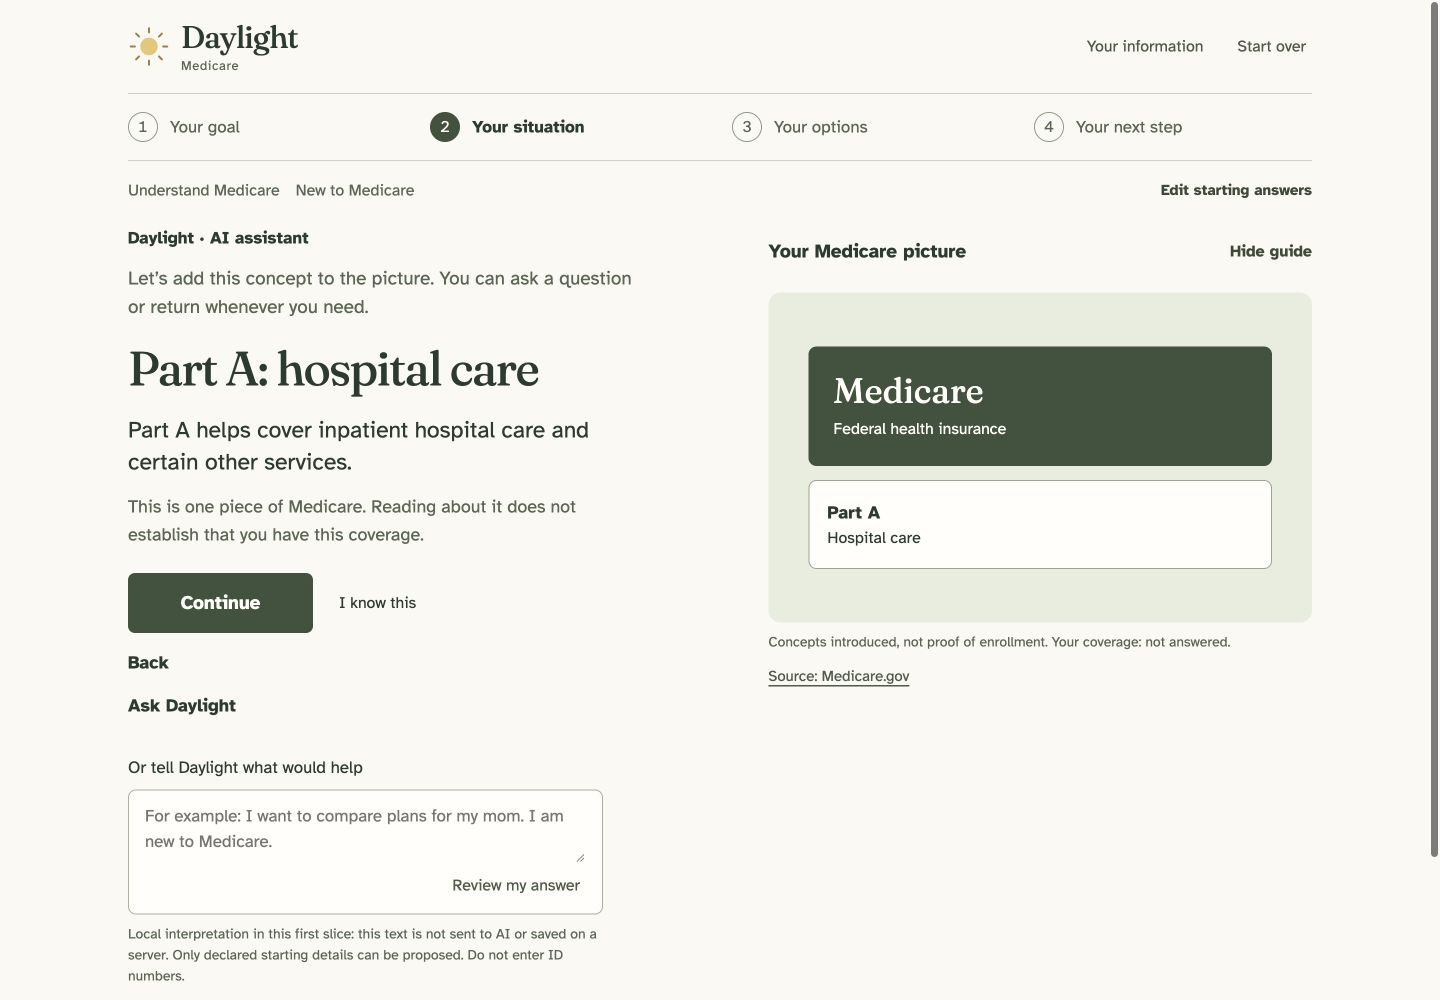 Daylight
Medicare
Your information
Start over
1 Your goal
2 Your situation
3 Your options
4 Your next step
Understand Medicare
New to Medicare
Edit starting answers
Daylight · AI assistant
Let’s add this concept to the picture. You can ask a question
or return whenever you need.
Part A: hospital care
Part A helps cover inpatient hospital care and
certain other services.
This is one piece of Medicare. Reading about it does not
establish that you have this coverage.
Continue
I know this
Back
Ask Daylight
Or tell Daylight what would help
For example: I want to compare plans for my mom. I am
new to Medicare.
Review my answer
Local interpretation in this first slice: this text is not sent to AI or saved on a
server. Only declared starting details can be proposed. Do not enter ID
numbers.
Your Medicare picture
Hide guide
Medicare
Federal health insurance
Part A
Hospital care
Concepts introduced, not proof of enrollment. Your coverage: not answered.
Source: Medicare.gov